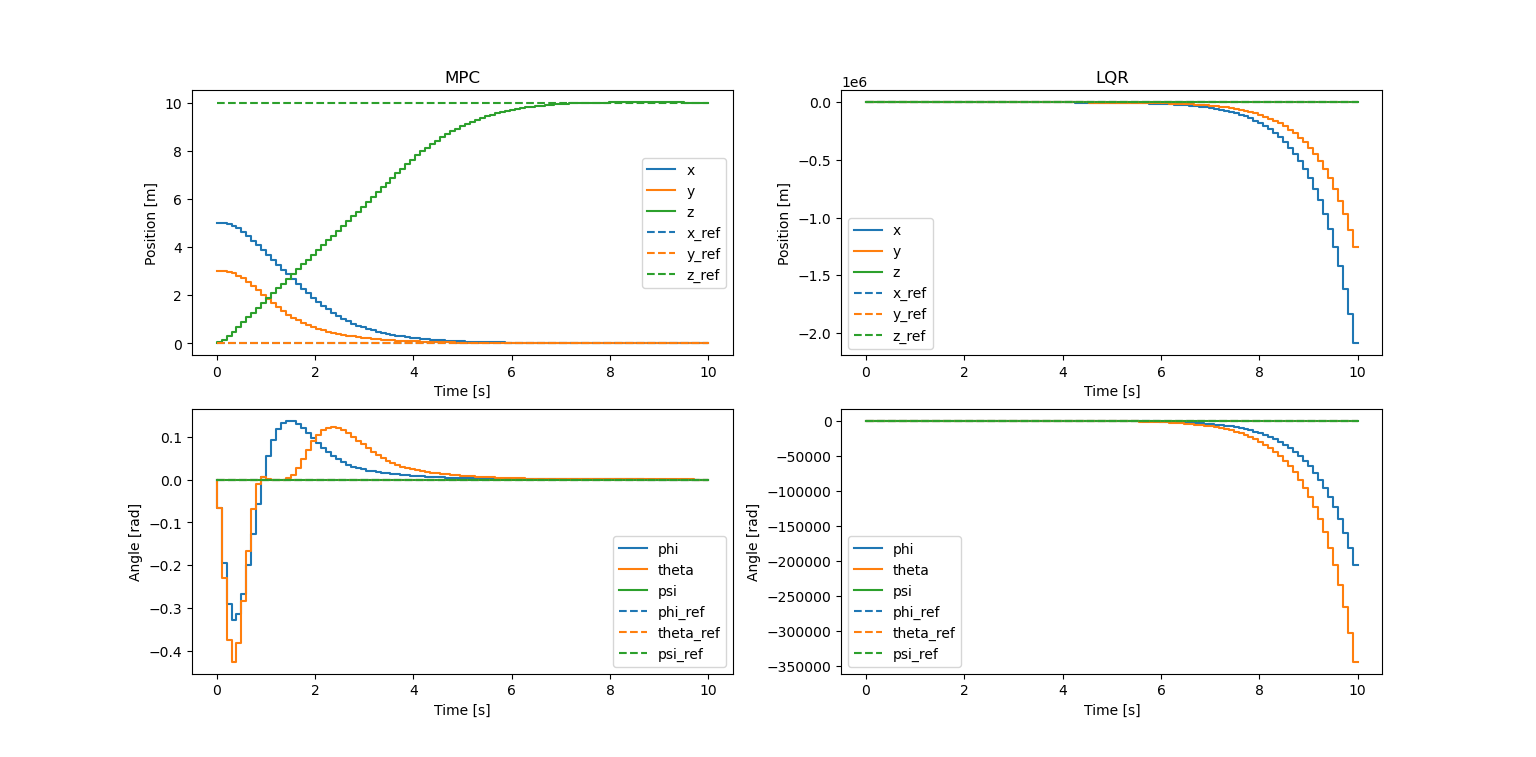 MPC
10
8
6
4
2
0
Position [m]
x
y
z
x_ref
y_ref
z_ref
0 2 4 6 8 10
Time [s]
LQR
1e6
0.0
−0.5
−1.0
−1.5
−2.0
Position [m]
x
y
z
x_ref
y_ref
z_ref
0 2 4 6 8 10
Time [s]
0.1
0.0
−0.1
−0.2
−0.3
−0.4
Angle [rad]
phi
theta
psi
phi_ref
theta_ref
psi_ref
0 2 4 6 8 10
Time [s]
0
−50000
−100000
−150000
−200000
−250000
−300000
−350000
Angle [rad]
phi
theta
psi
phi_ref
theta_ref
psi_ref
0 2 4 6 8 10
Time [s]